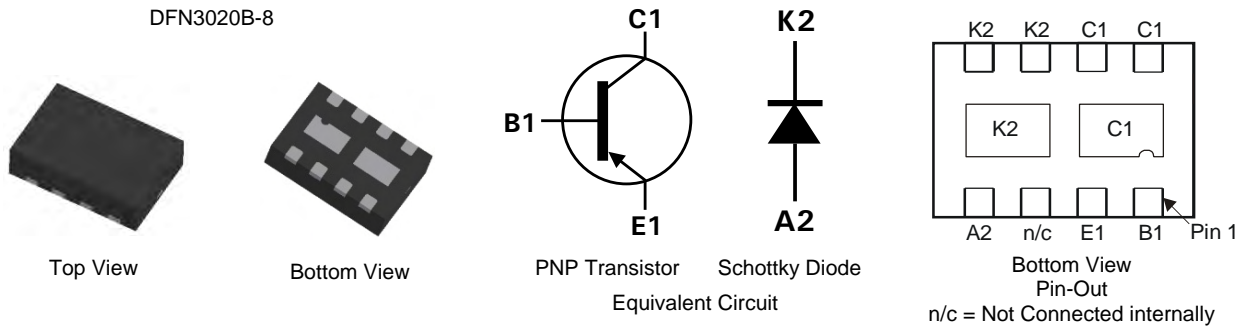 DFN3020B-8
Top View
Bottom View
C1
B1
E1
PNP Transistor
K2
A2
Schottky Diode
Equivalent Circuit
K2 K2 C1 C1
K2 C1
A2 n/c E1 B1 Pin 1
Bottom View
Pin-Out
n/c = Not Connected internally